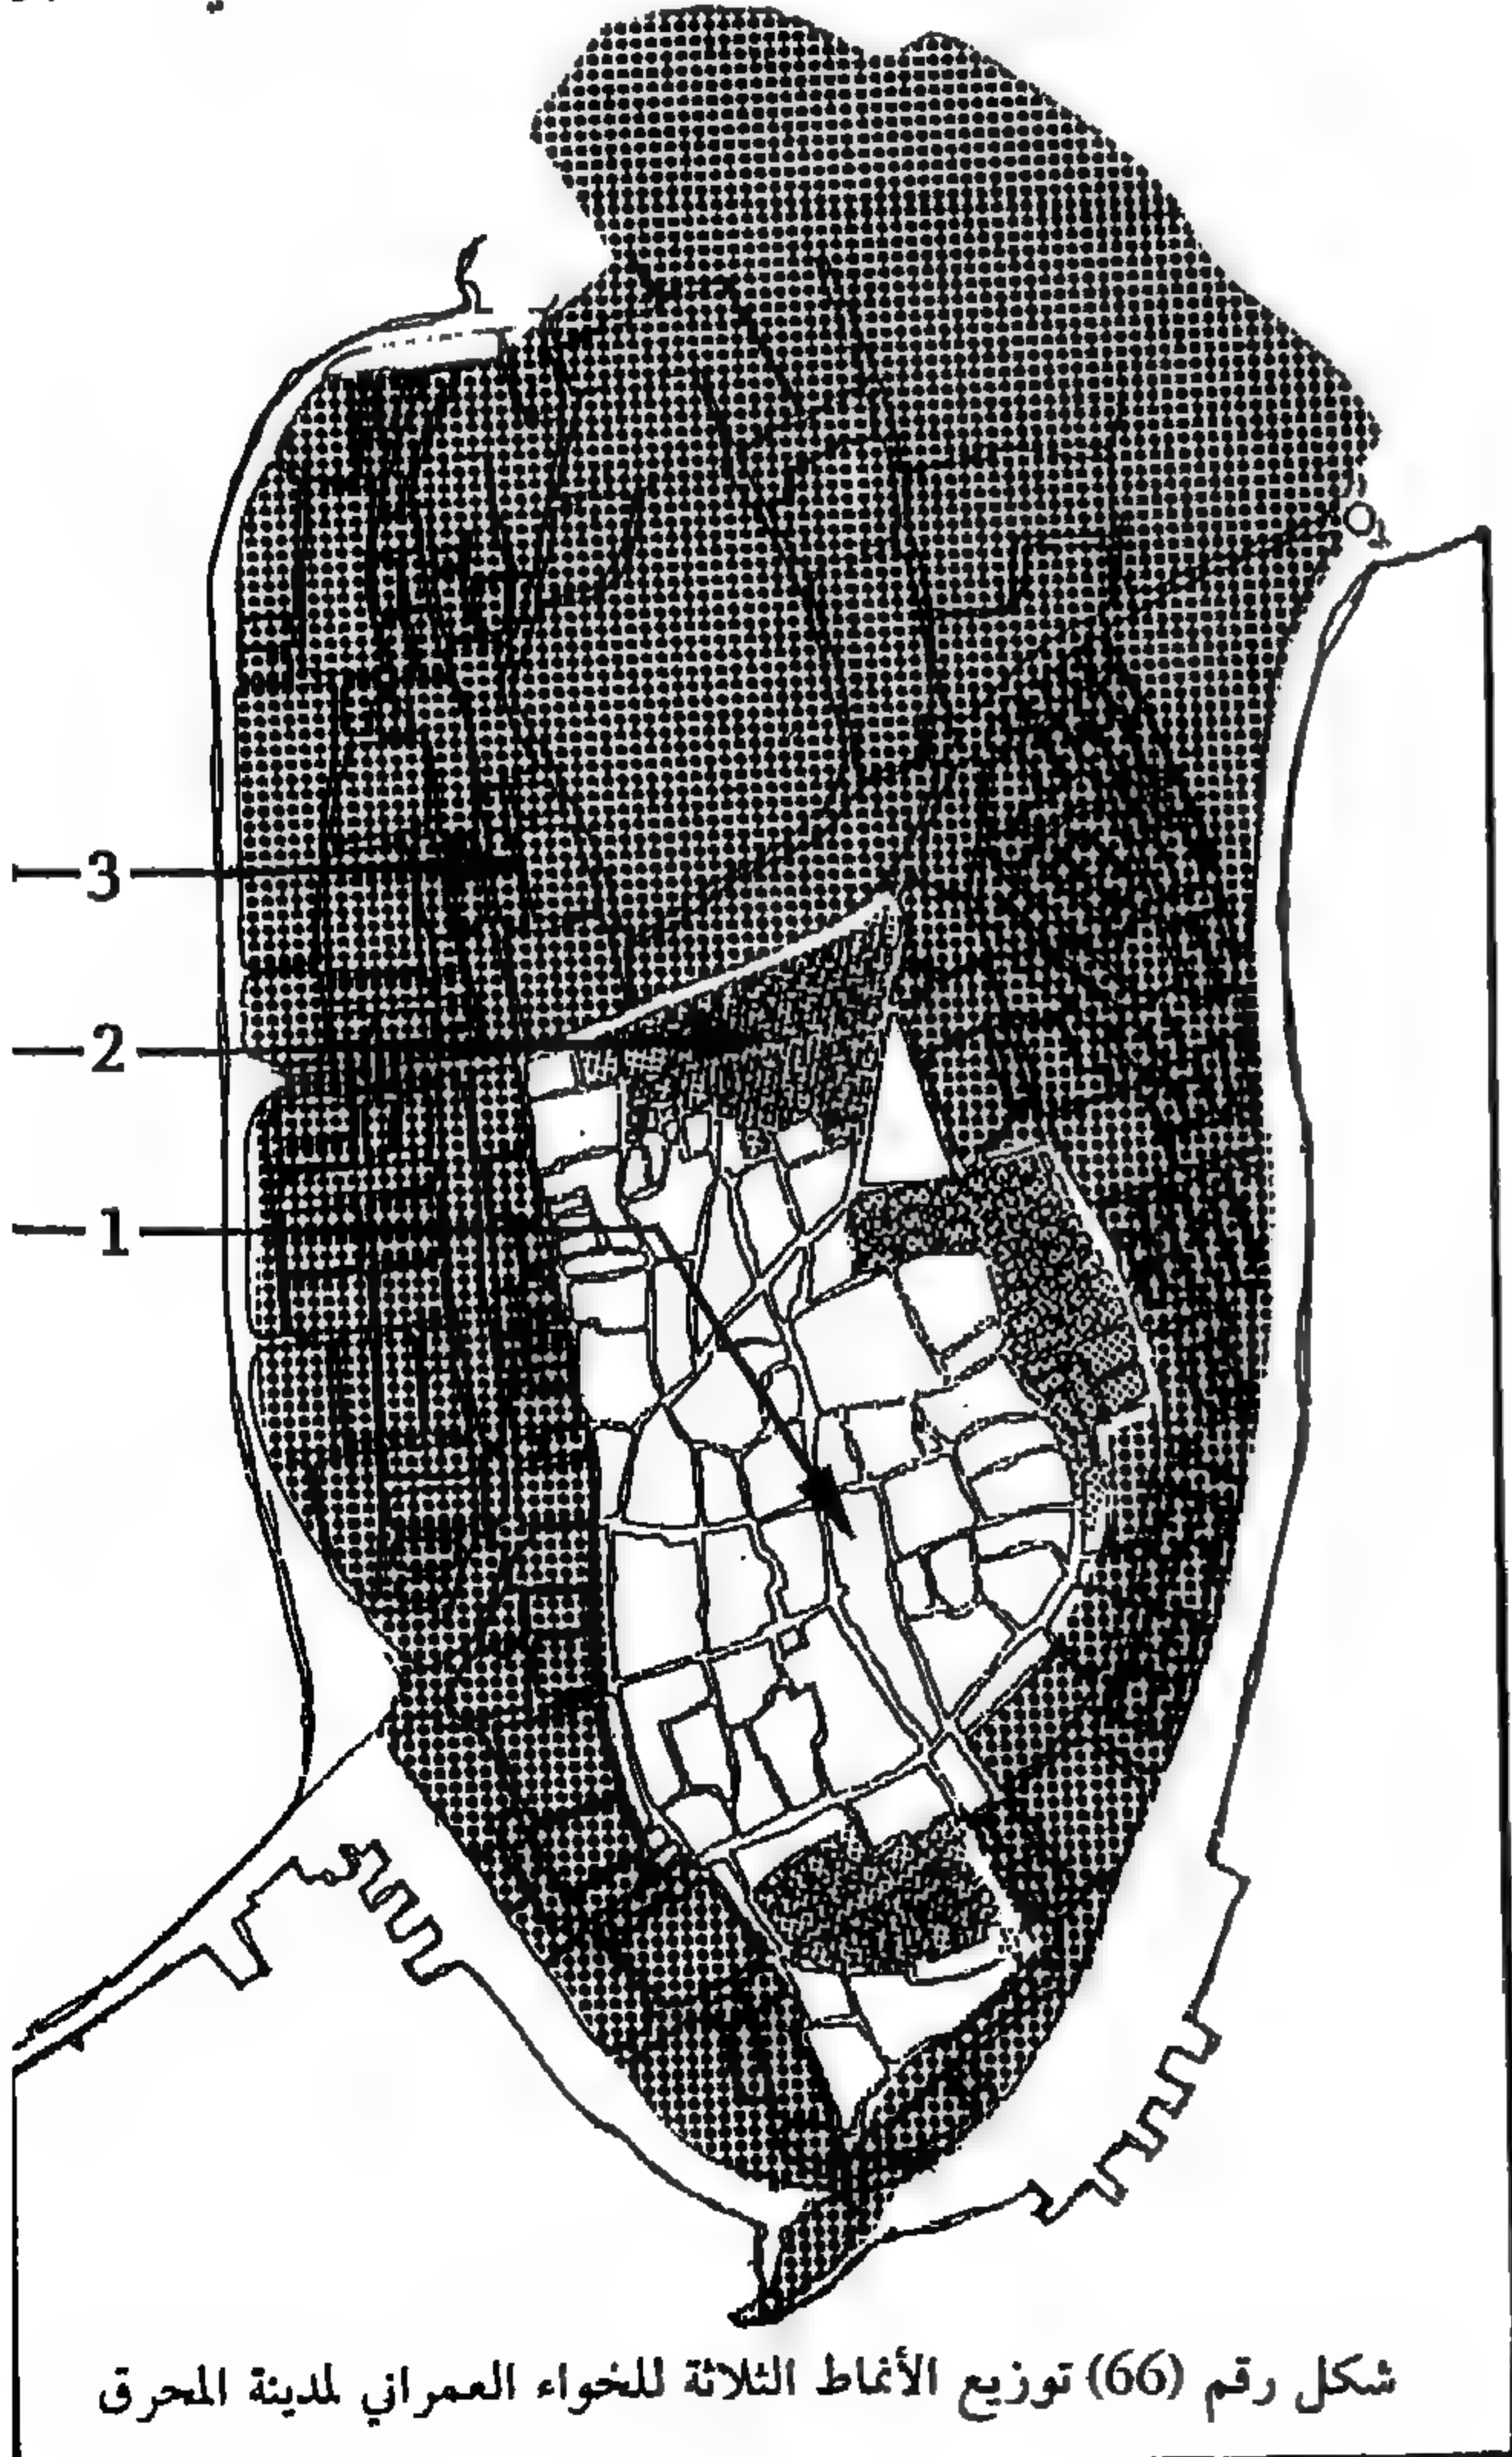 3
2
1
شكل رقم (66) توزيع الأنماط الثلاثة للخواء العمراني لمدينة المحرق